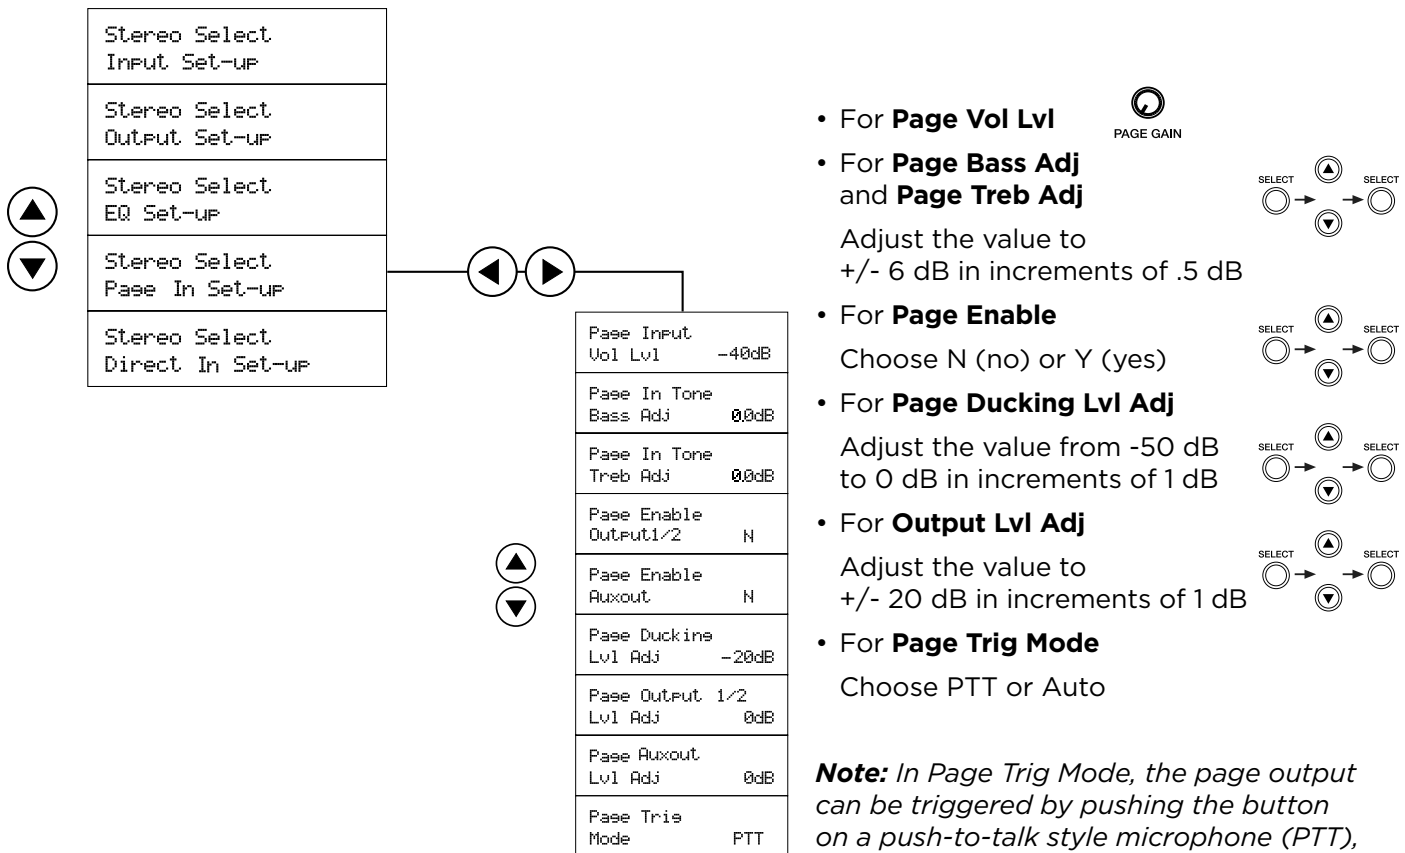 Stereo Select
Input Set-up
Stereo Select
Output Set-up
Stereo Select
EQ Set-up
Stereo Select
Page In Set-up
Stereo Select
Direct In Set-up
Page Input
Vol Lvl -40dB
Page In Tone
Bass Adj 0.0dB
Page In Tone
Treb Adj 0.0dB
Page Enable
Output1/2 N
Page Enable
Auxout N
Page Ducking
Lvl Adj -20dB
Page Output 1/2
Lvl Adj 0dB
Page Auxout
Lvl Adj 0dB
Page Trig
Mode PTT
• For Page Vol Lvl
PAGE GAIN
• For Page Bass Adj
and Page Treb Adj
SELECT SELECT
Adjust the value to
+/- 6 dB in increments of .5 dB
• For Page Enable
SELECT SELECT
Choose N (no) or Y (yes)
• For Page Ducking Lvl Adj
SELECT SELECT
Adjust the value from -50 dB
to 0 dB in increments of 1 dB
• For Output Lvl Adj
SELECT SELECT
Adjust the value to
+/- 20 dB in increments of 1 dB
• For Page Trig Mode
Choose PTT or Auto
Note: In Page Trig Mode, the page output
can be triggered by pushing the button
on a push-to-talk style microphone (PTT),